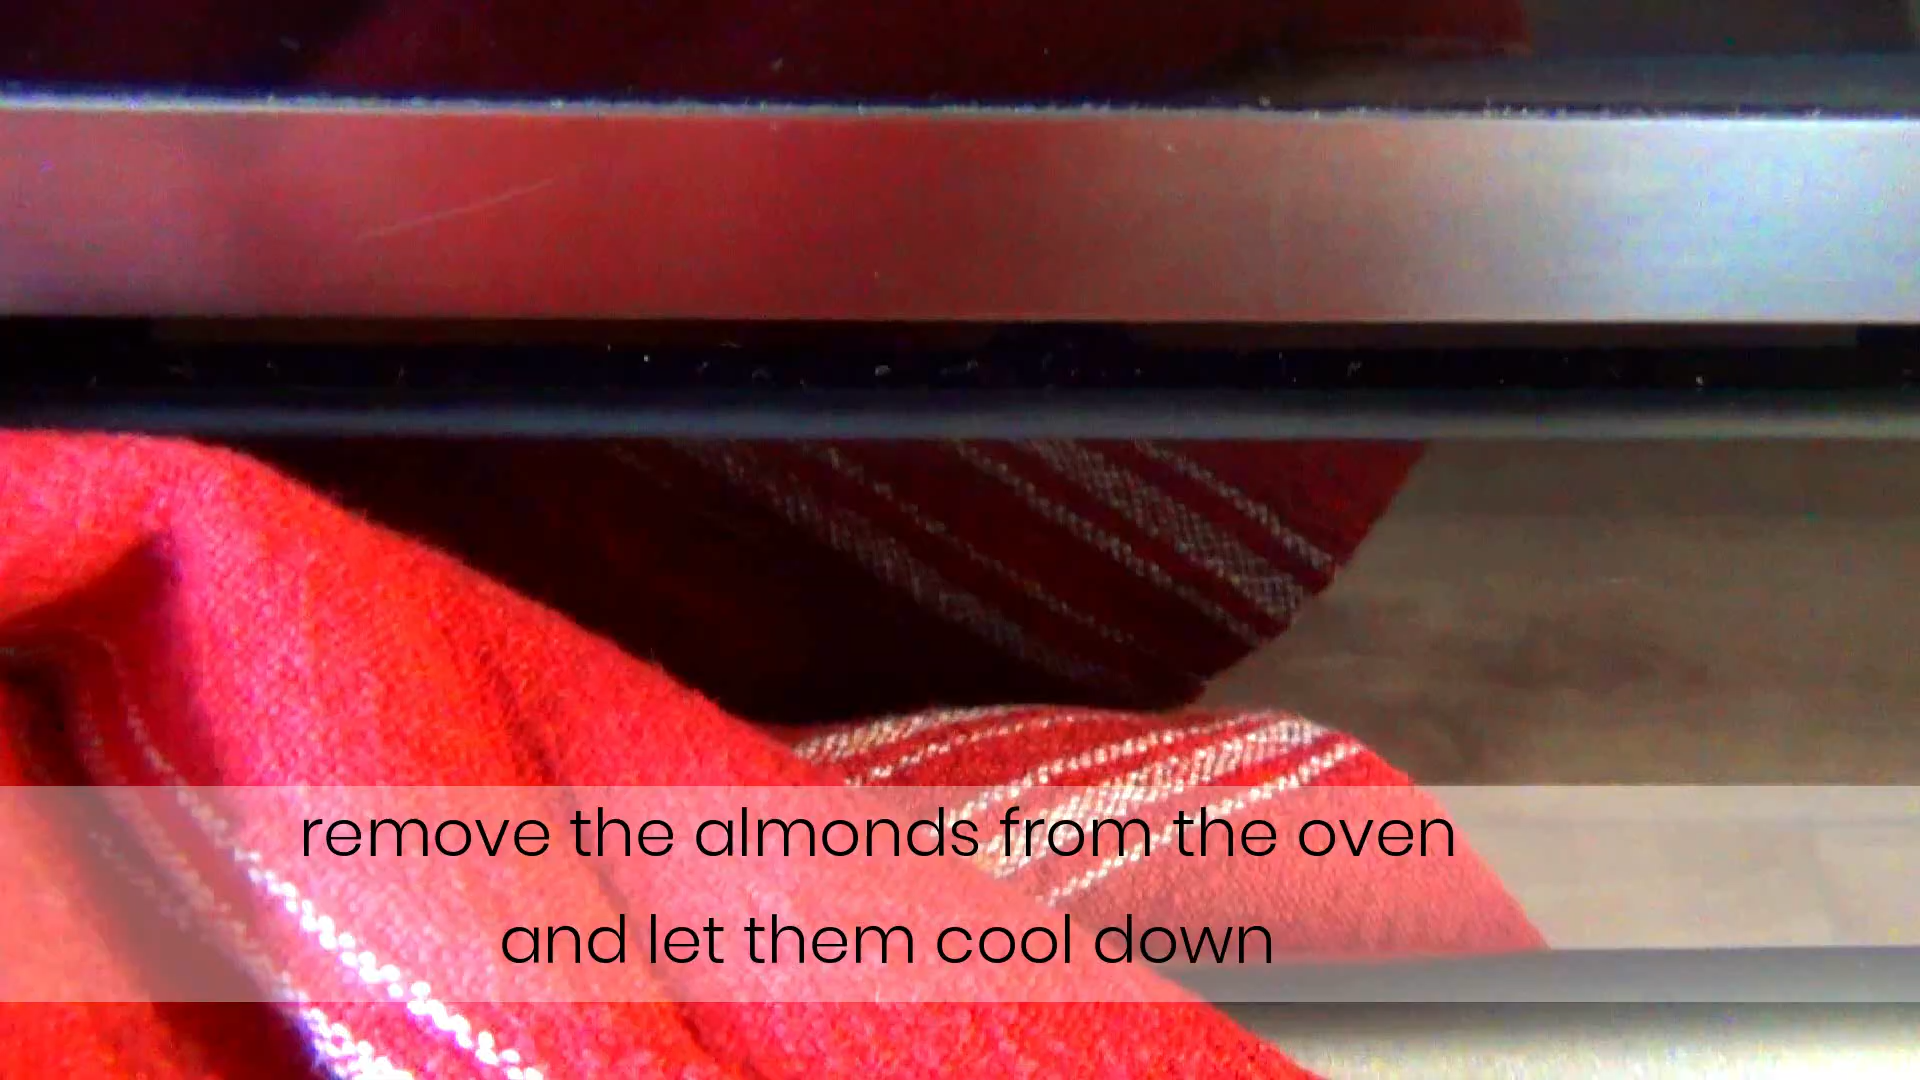 remove the almonds from the oven
and let them cool down